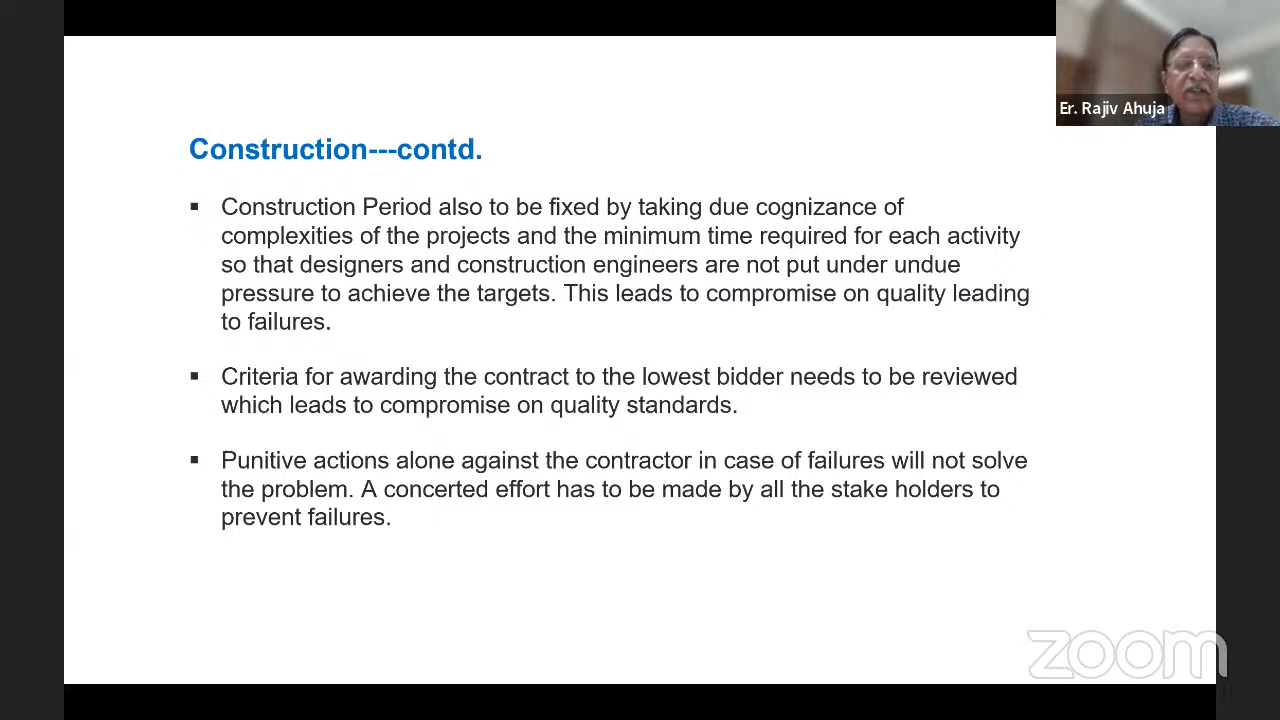 Er. Rajiv Ahuja
Construction---contd.
▪ Construction Period also to be fixed by taking due cognizance of
complexities of the projects and the minimum time required for each activity
so that designers and construction engineers are not put under undue
pressure to achieve the targets. This leads to compromise on quality leading
to failures.
▪ Criteria for awarding the contract to the lowest bidder needs to be reviewed
which leads to compromise on quality standards.
▪ Punitive actions alone against the contractor in case of failures will not solve
the problem. A concerted effort has to be made by all the stake holders to
prevent failures.
zoom